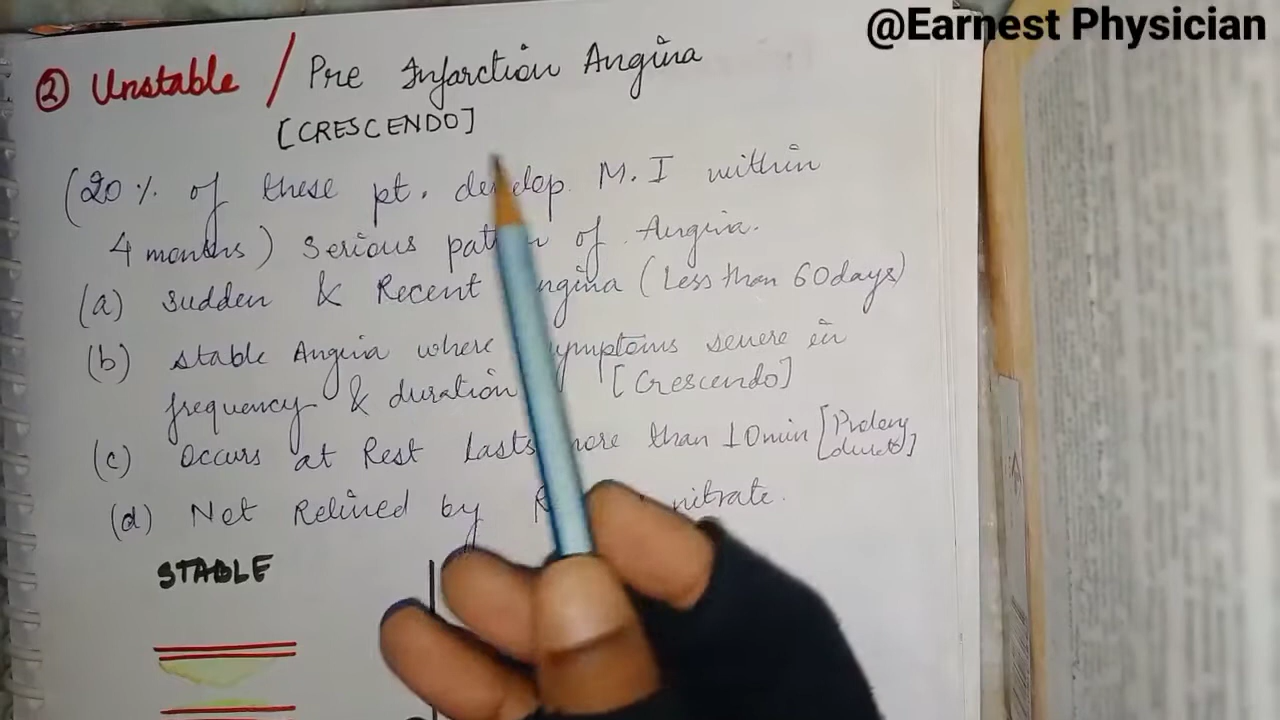 @Earnest Physician
② Unstable / Pre Infarction Angina
[CRESCENDO]
(20% of these pt. develop M.I within
4 months) Serious pattern of Angina.
(a) sudden & Recent Angina (Less than 60days)
(b) stable Angina where symptoms severe in
frequency & duration [Crescendo]
(c) Occurs at Rest Lasts more than 10min [Prolong
(d) Not Relived by nitrate.
STABLE